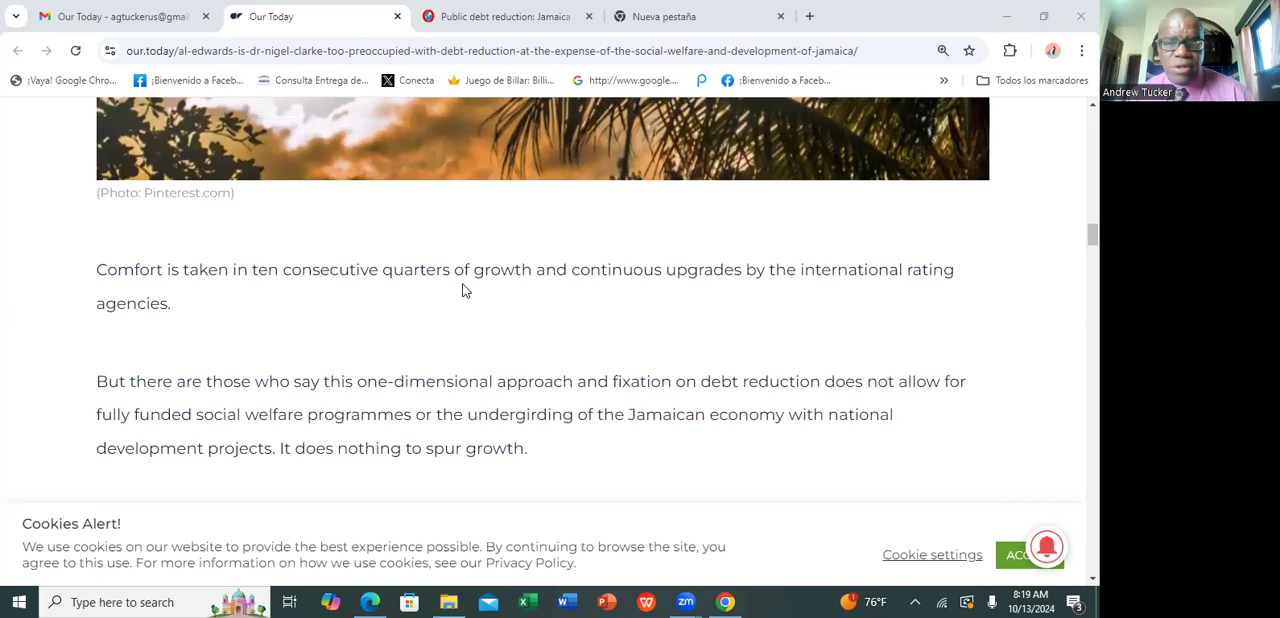 Our Today - agtuckerus@gmai
Our Today
Public debt reduction: Jamaica
Nueva pestaña
our.today/al-edwards-is-dr-nigel-clarke-too-preoccupied-with-debt-reduction-at-the-expense-of-the-social-welfare-and-development-of-jamaica/
¡Vaya! Google Chro...
¡Bienvenido a Faceb...
Consulta Entrega de...
Conecta
Juego de Billar: Billi...
http://www.google....
¡Bienvenido a Faceb...
»
Todos los marcadores
Andrew Tucker
(Photo: Pinterest.com)
Comfort is taken in ten consecutive quarters of growth and continuous upgrades by the international rating
agencies.
But there are those who say this one-dimensional approach and fixation on debt reduction does not allow for
fully funded social welfare programmes or the undergirding of the Jamaican economy with national
development projects. It does nothing to spur growth.
Cookies Alert!
We use cookies on our website to provide the best experience possible. By continuing to browse the site, you
agree to this use. For more information on how we use cookies, see our Privacy Policy.
Cookie settings
Type here to search
76°F
8:19 AM
10/13/2024
3